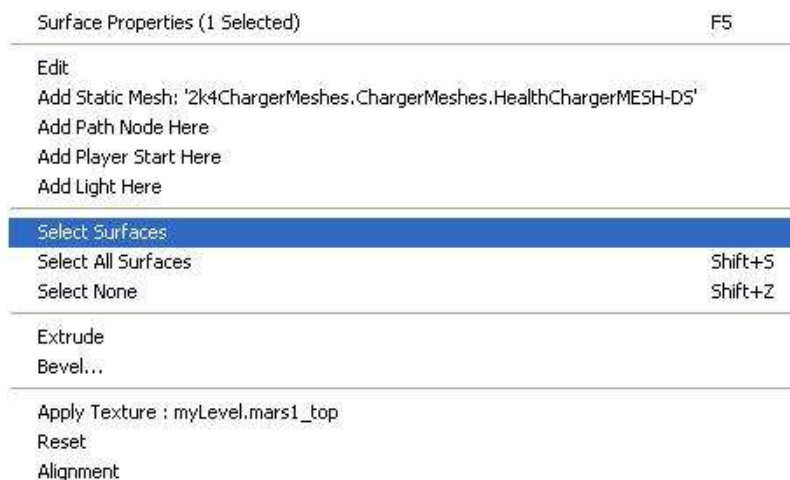 Surface Properties (1 Selected) F5
Edit
Add Static Mesh: '2k4ChargerMeshes.ChargerMeshes.HealthChargerMESH-DS'
Add Path Node Here
Add Player Start Here
Add Light Here
Select Surfaces
Select All Surfaces Shift+S
Select None Shift+Z
Extrude
Bevel...
Apply Texture : myLevel.mars1_top
Reset
Alignment